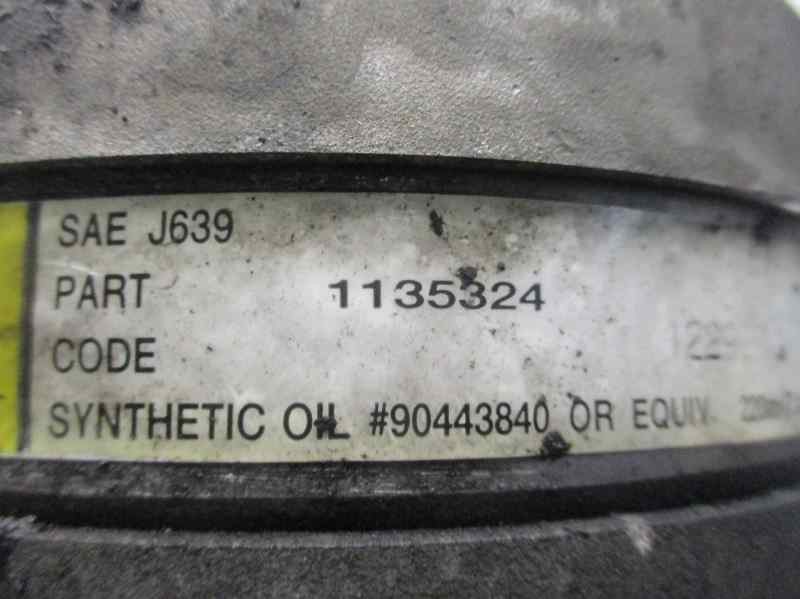 SAE J639
PART 1135324
CODE
SYNTHETIC OIL #90443840 OR EQUIV.